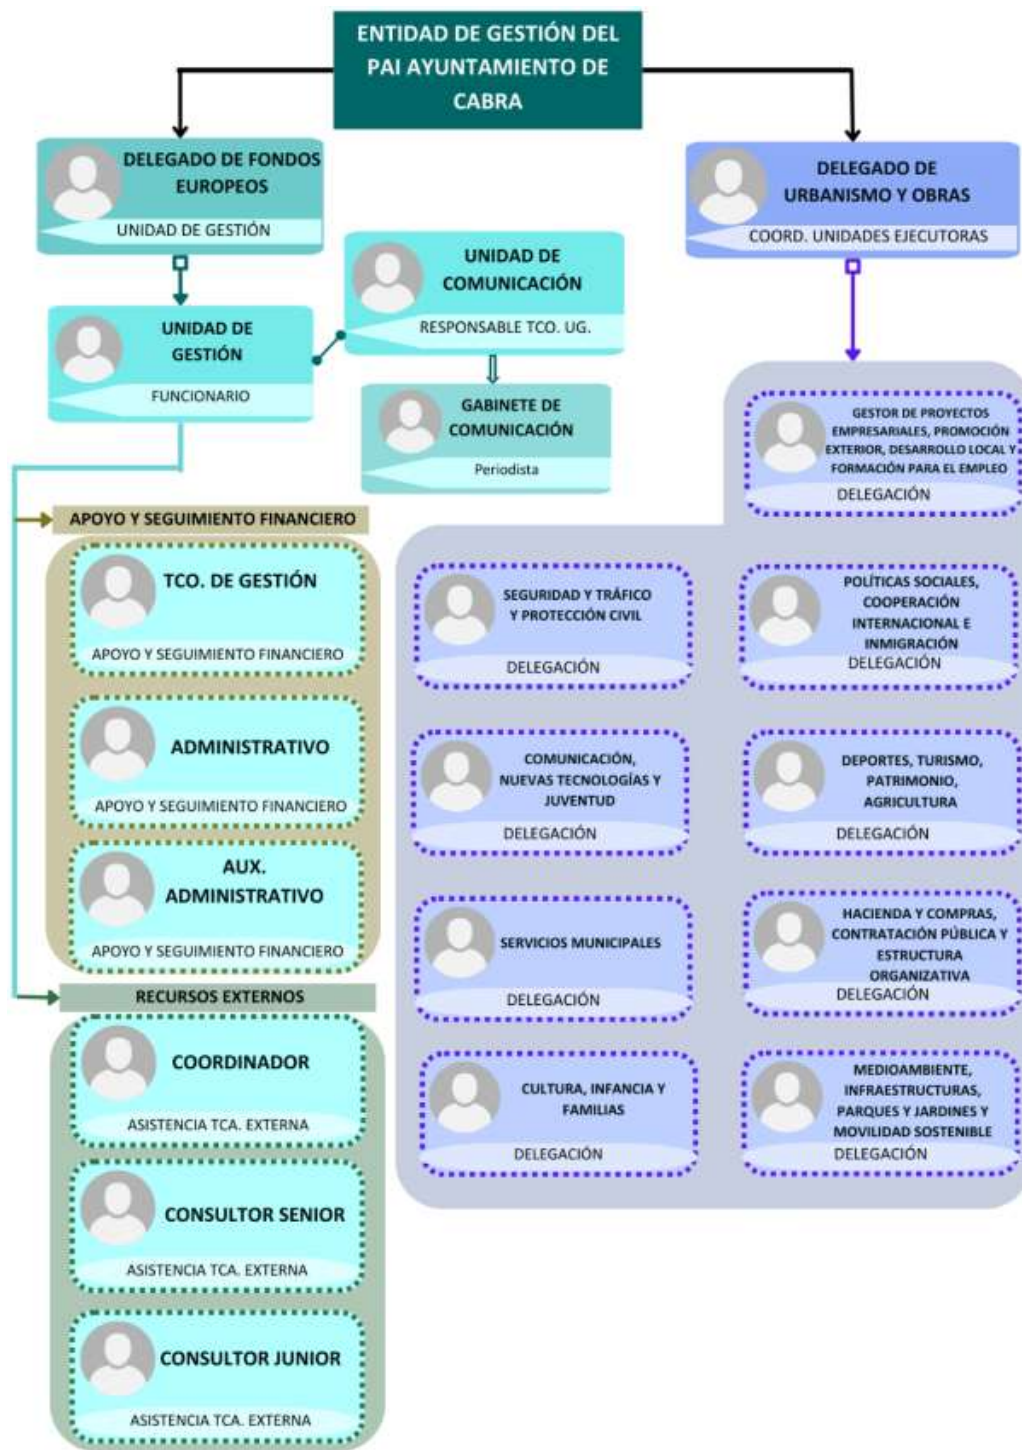 ENTIDAD DE GESTIÓN DEL
PAI AYUNTAMIENTO DE
CABRA
DELEGADO DE FONDOS
EUROPEOS
UNIDAD DE GESTIÓN
DELEGADO DE
URBANISMO Y OBRAS
COORD. UNIDADES EJECUTORAS
UNIDAD DE
COMUNICACIÓN
RESPONSABLE TCO. UG.
UNIDAD DE
GESTIÓN
FUNCIONARIO
GABINETE DE
COMUNICACIÓN
Periodista
APOYO Y SEGUIMIENTO FINANCIERO
TCO. DE GESTIÓN
APOYO Y SEGUIMIENTO FINANCIERO
ADMINISTRATIVO
APOYO Y SEGUIMIENTO FINANCIERO
AUX.
ADMINISTRATIVO
APOYO Y SEGUIMIENTO FINANCIERO
RECURSOS EXTERNOS
COORDINADOR
ASISTENCIA TCA. EXTERNA
CONSULTOR SENIOR
ASISTENCIA TCA. EXTERNA
CONSULTOR JUNIOR
ASISTENCIA TCA. EXTERNA
GESTOR DE PROYECTOS
EMPRESARIALES, PROMOCIÓN
EXTERIOR, DESARROLLO LOCAL Y
FORMACIÓN PARA EL EMPLEO
DELEGACIÓN
SEGURIDAD Y TRÁFICO
Y PROTECCIÓN CIVIL
DELEGACIÓN
POLÍTICAS SOCIALES,
COOPERACIÓN
INTERNACIONAL E
INMIGRACIÓN
DELEGACIÓN
COMUNICACIÓN,
NUEVAS TECNOLOGÍAS Y
JUVENTUD
DELEGACIÓN
DEPORTES, TURISMO,
PATRIMONIO,
AGRICULTURA
DELEGACIÓN
SERVICIOS MUNICIPALES
DELEGACIÓN
HACIENDA Y COMPRAS,
CONTRATACIÓN PÚBLICA Y
ESTRUCTURA
ORGANIZATIVA
DELEGACIÓN
CULTURA, INFANCIA Y
FAMILIAS
DELEGACIÓN
MEDIOAMBIENTE,
INFRAESTRUCTURAS,
PARQUES Y JARDINES Y
MOVILIDAD SOSTENIBLE
DELEGACIÓN